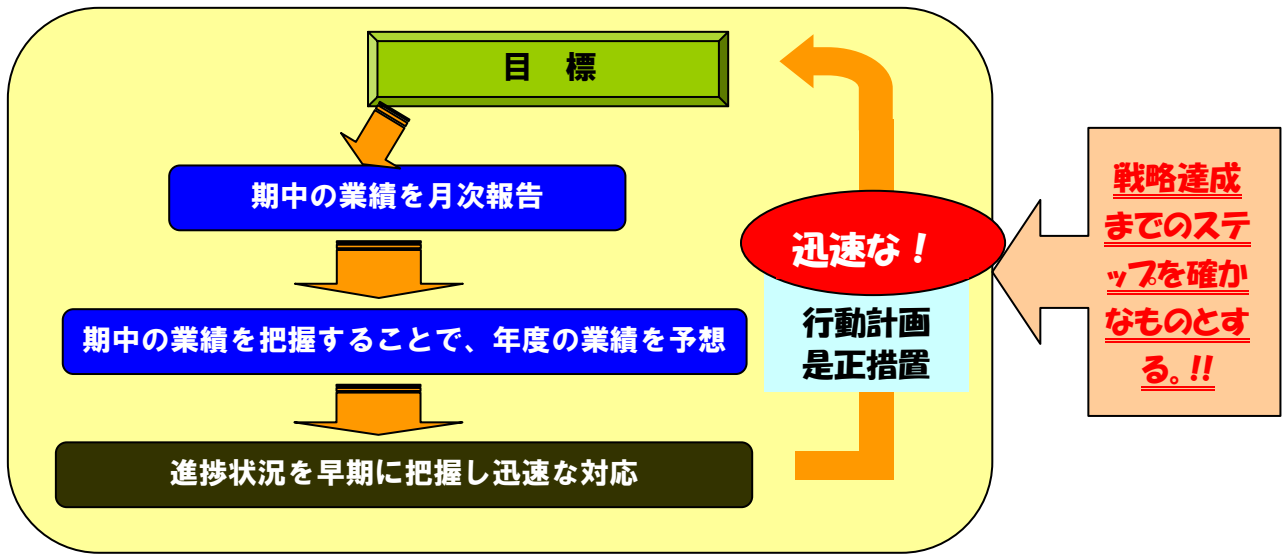 目　標
期中の業績を月次報告
期中の業績を把握することで、年度の業績を予想
進捗状況を早期に把握し迅速な対応
迅速な！
行動計画
是正措置
戦略達成
までのステ
ップを確か
なものとす
る。!!